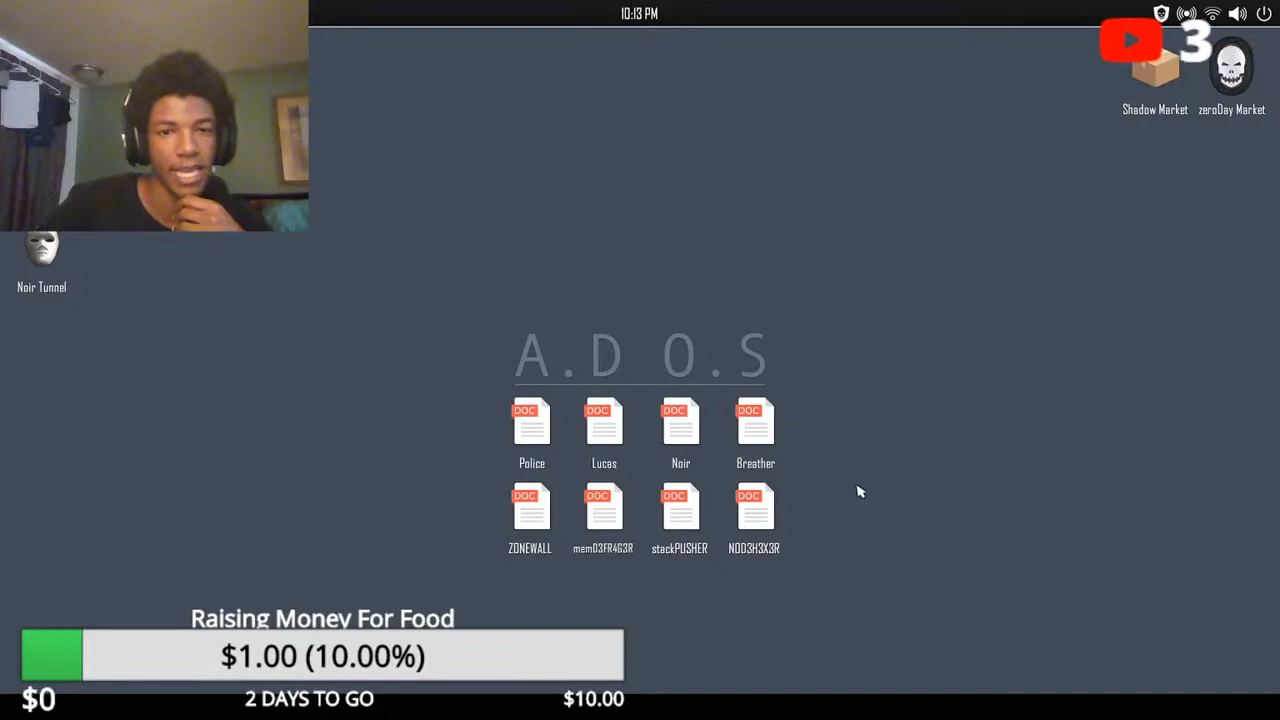 10:13 PM
3
Shadow Market
zeroDay Market
Noir Tunnel
A.D O.S
DOC DOC DOC DOC
Police Lucas Noir Breather
DOC DOC DOC DOC
ZONEWALL memD3FR4G3R stackPUSHER NOD3H3X3R
Raising Money For Food
$1.00 (10.00%)
$0 2 DAYS TO GO $10.00